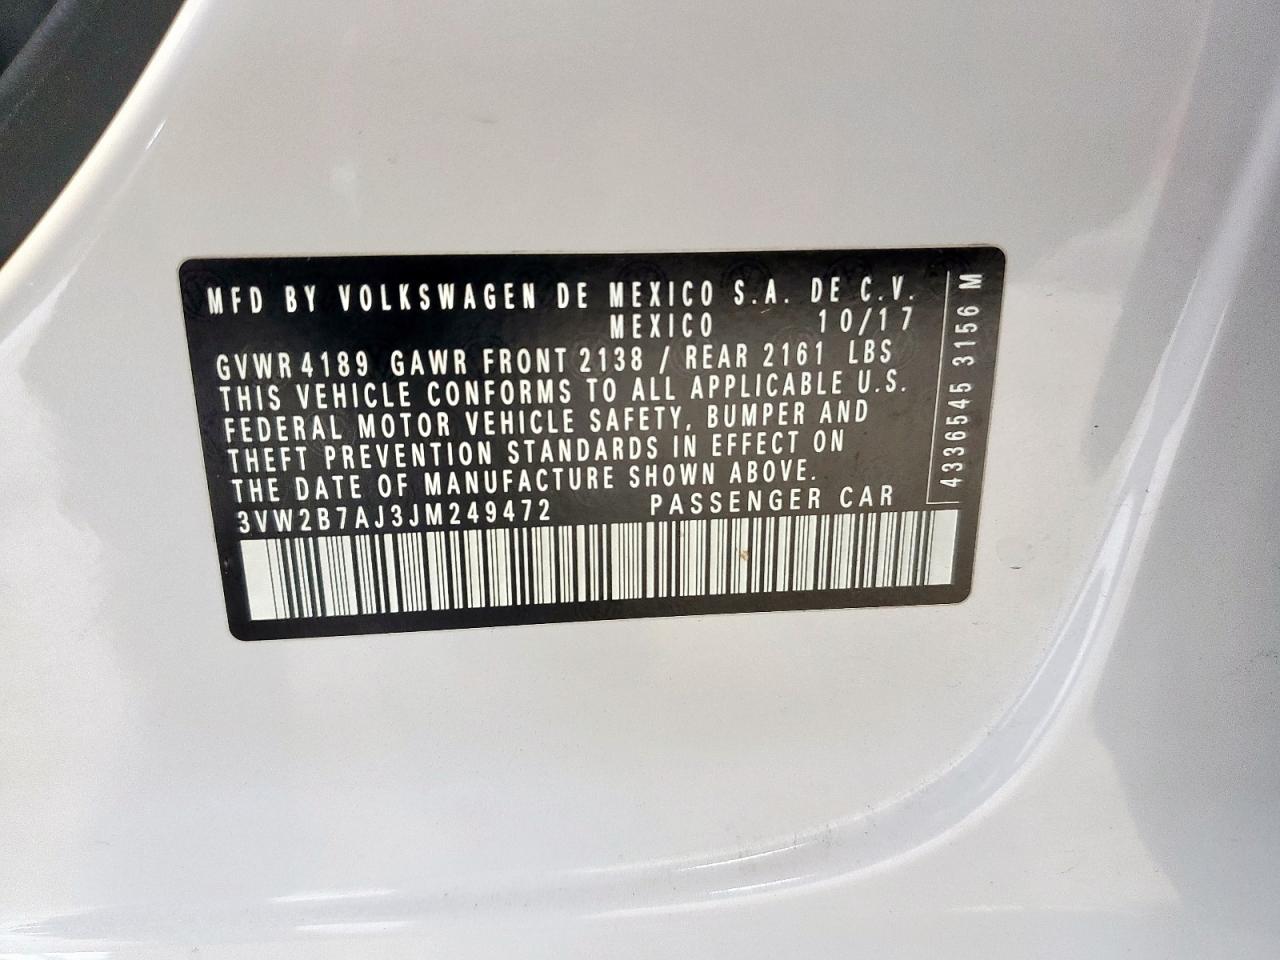 MFD BY VOLKSWAGEN DE MEXICO S.A. DE C.V.
MEXICO 10/17
GVWR 4189 GAWR FRONT 2138 / REAR 2161 LBS
THIS VEHICLE CONFORMS TO ALL APPLICABLE U.S.
FEDERAL MOTOR VEHICLE SAFETY, BUMPER AND
THEFT PREVENTION STANDARDS IN EFFECT ON
THE DATE OF MANUFACTURE SHOWN ABOVE.
3VW2B7AJ3JM249472 PASSENGER CAR
4336545 3156 M